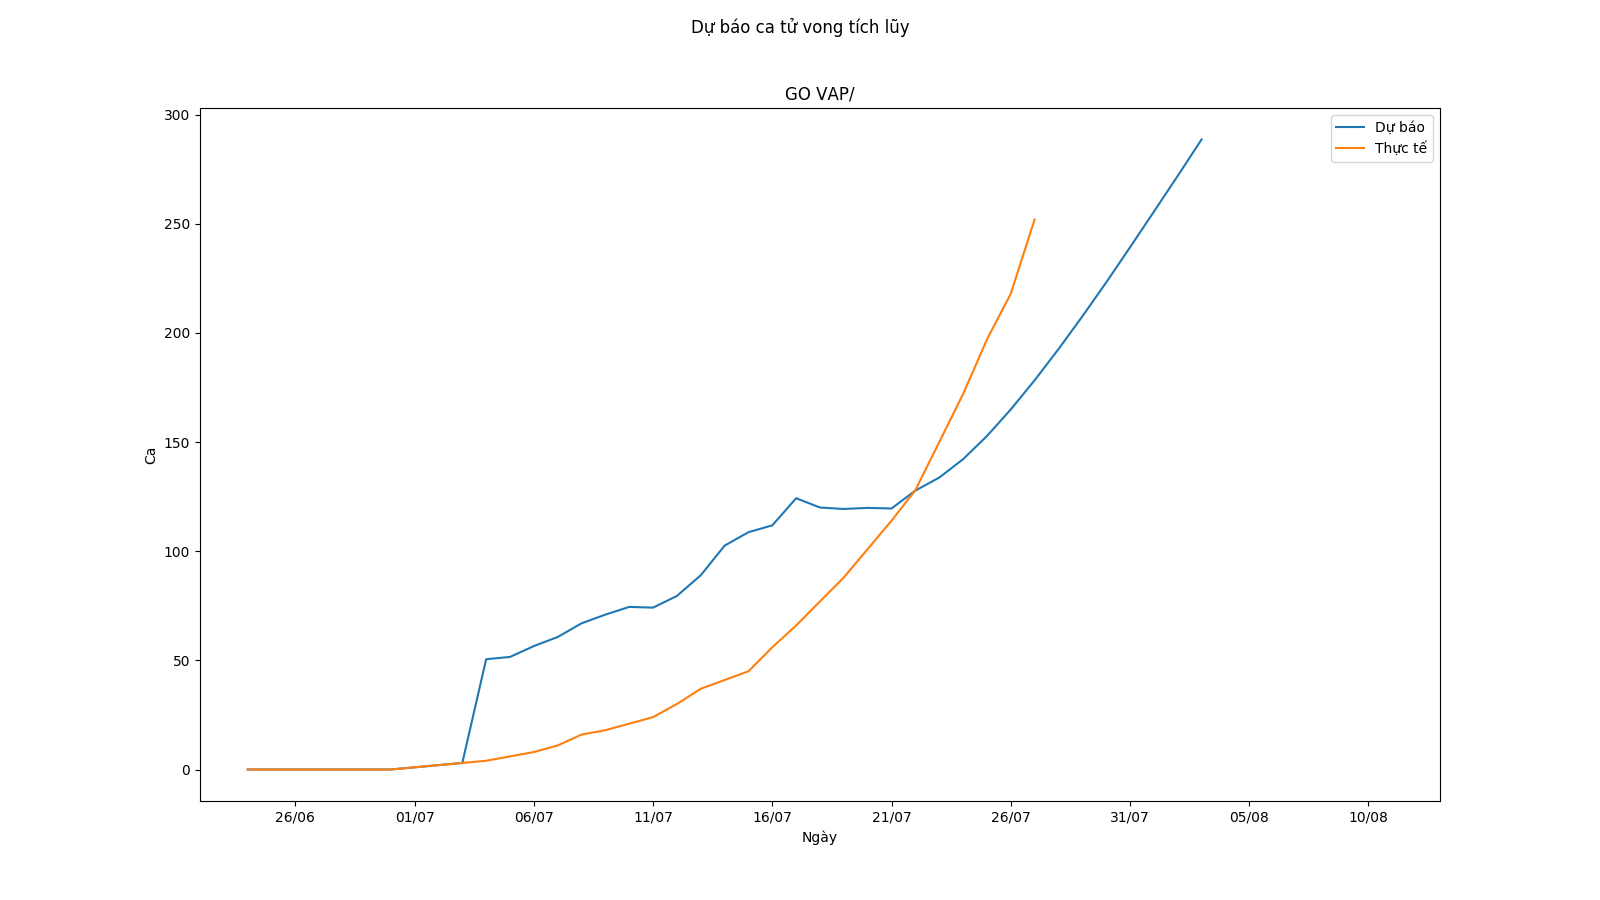 Dự báo ca tử vong tích lũy
GO VAP/
300
250
200
150
100
50
0
Ca
Dự báo
Thực tế
26/06 01/07 06/07 11/07 16/07 21/07 26/07 31/07 05/08 10/08
Ngày